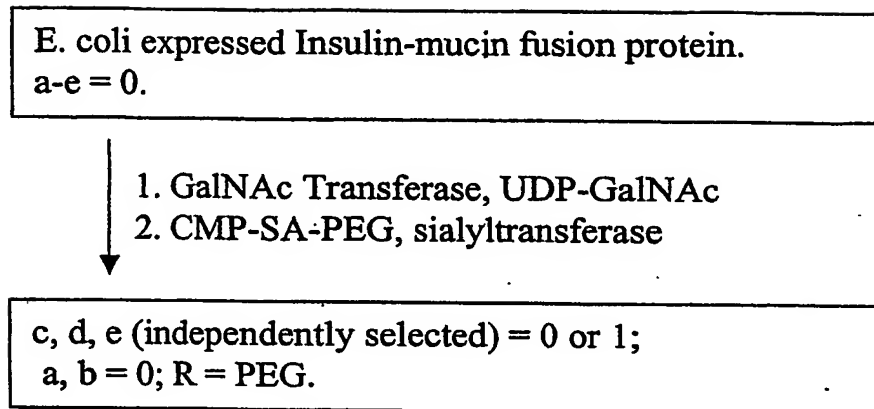 E. coli expressed Insulin-mucin fusion protein.
a-e = 0.
1. GalNAc Transferase, UDP-GalNAc
2. CMP-SA-PEG, sialyltransferase
c, d, e (independently selected) = 0 or 1;
a, b = 0; R = PEG.